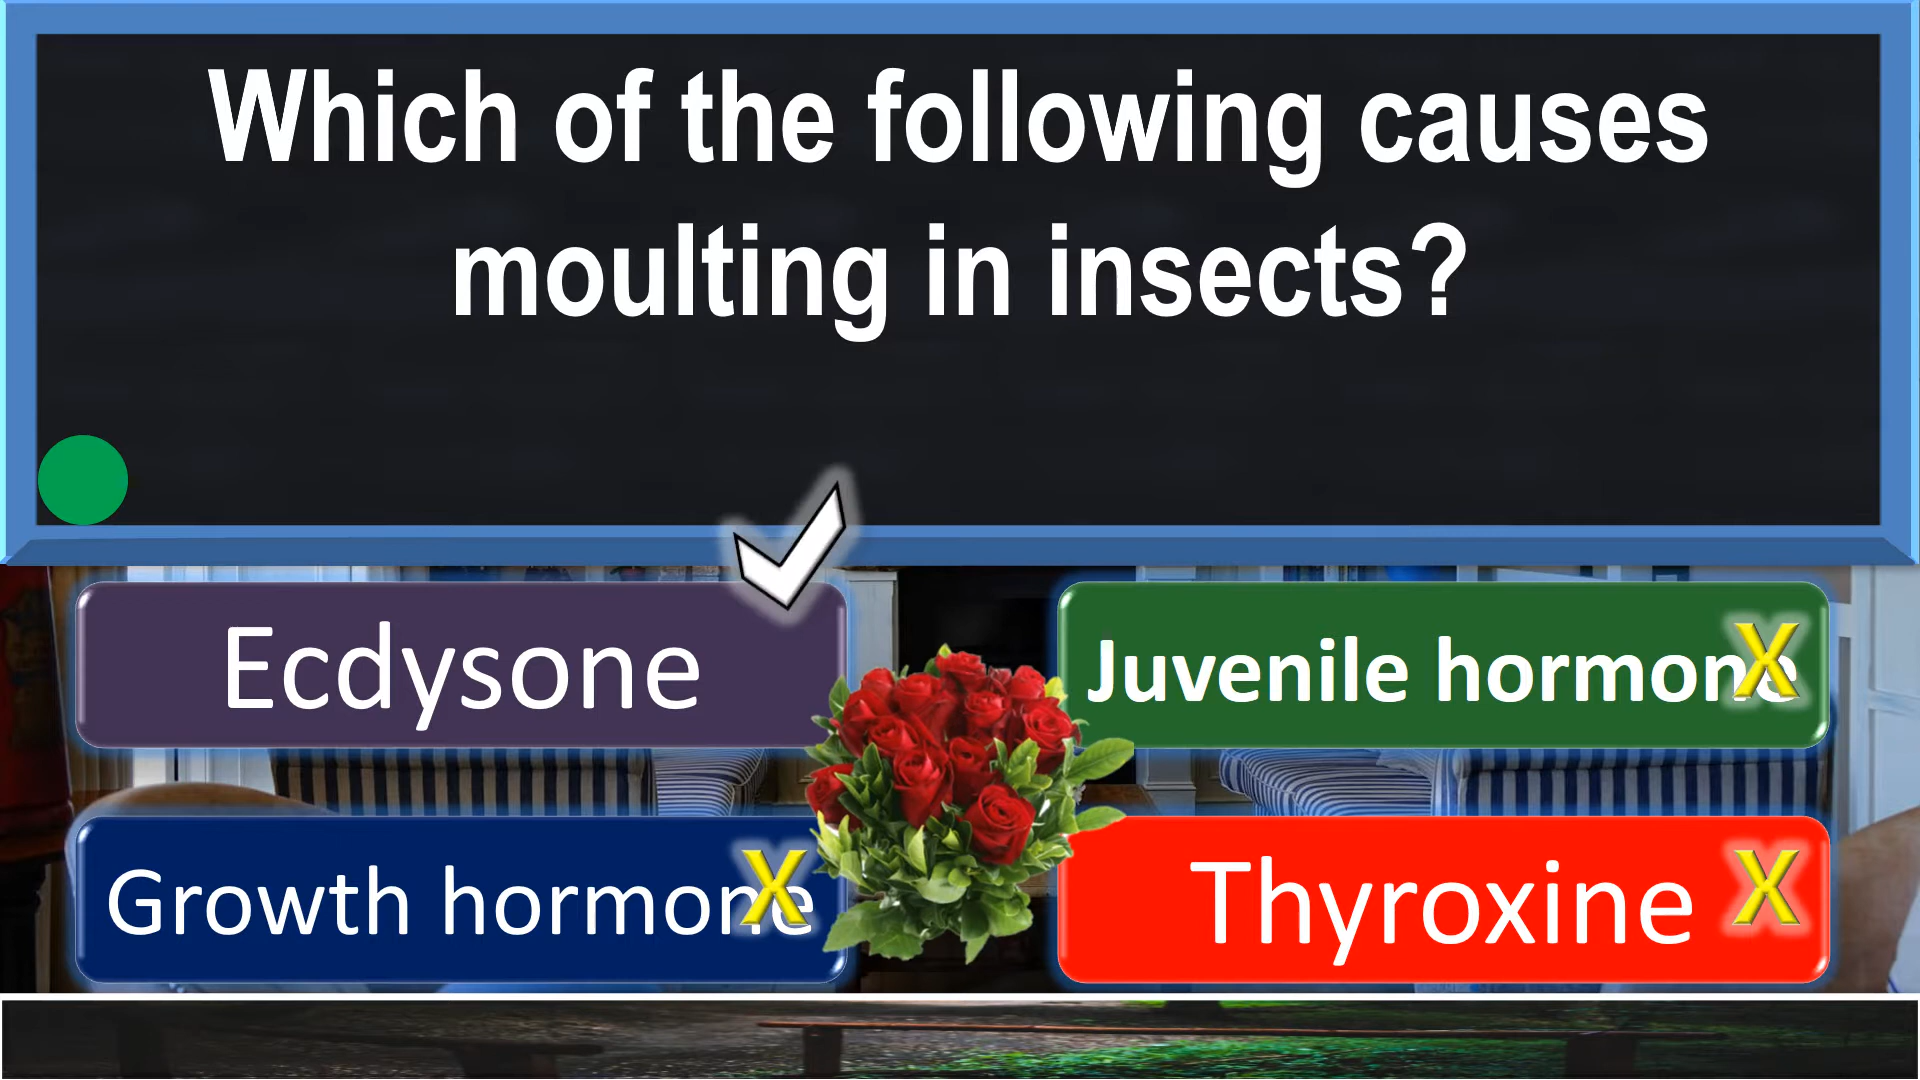 Which of the following causes
moulting in insects?
Ecdysone
Juvenile hormone
X
Growth hormone
X
Thyroxine
X